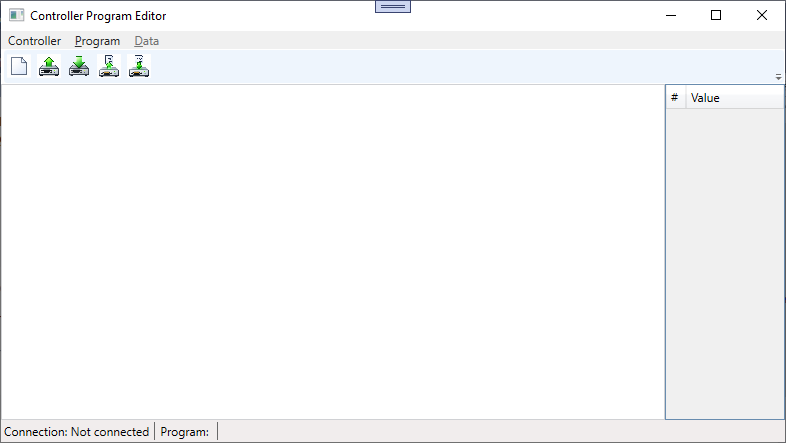 Controller Program Editor
Controller Program Data
# Value
Connection: Not connected Program: